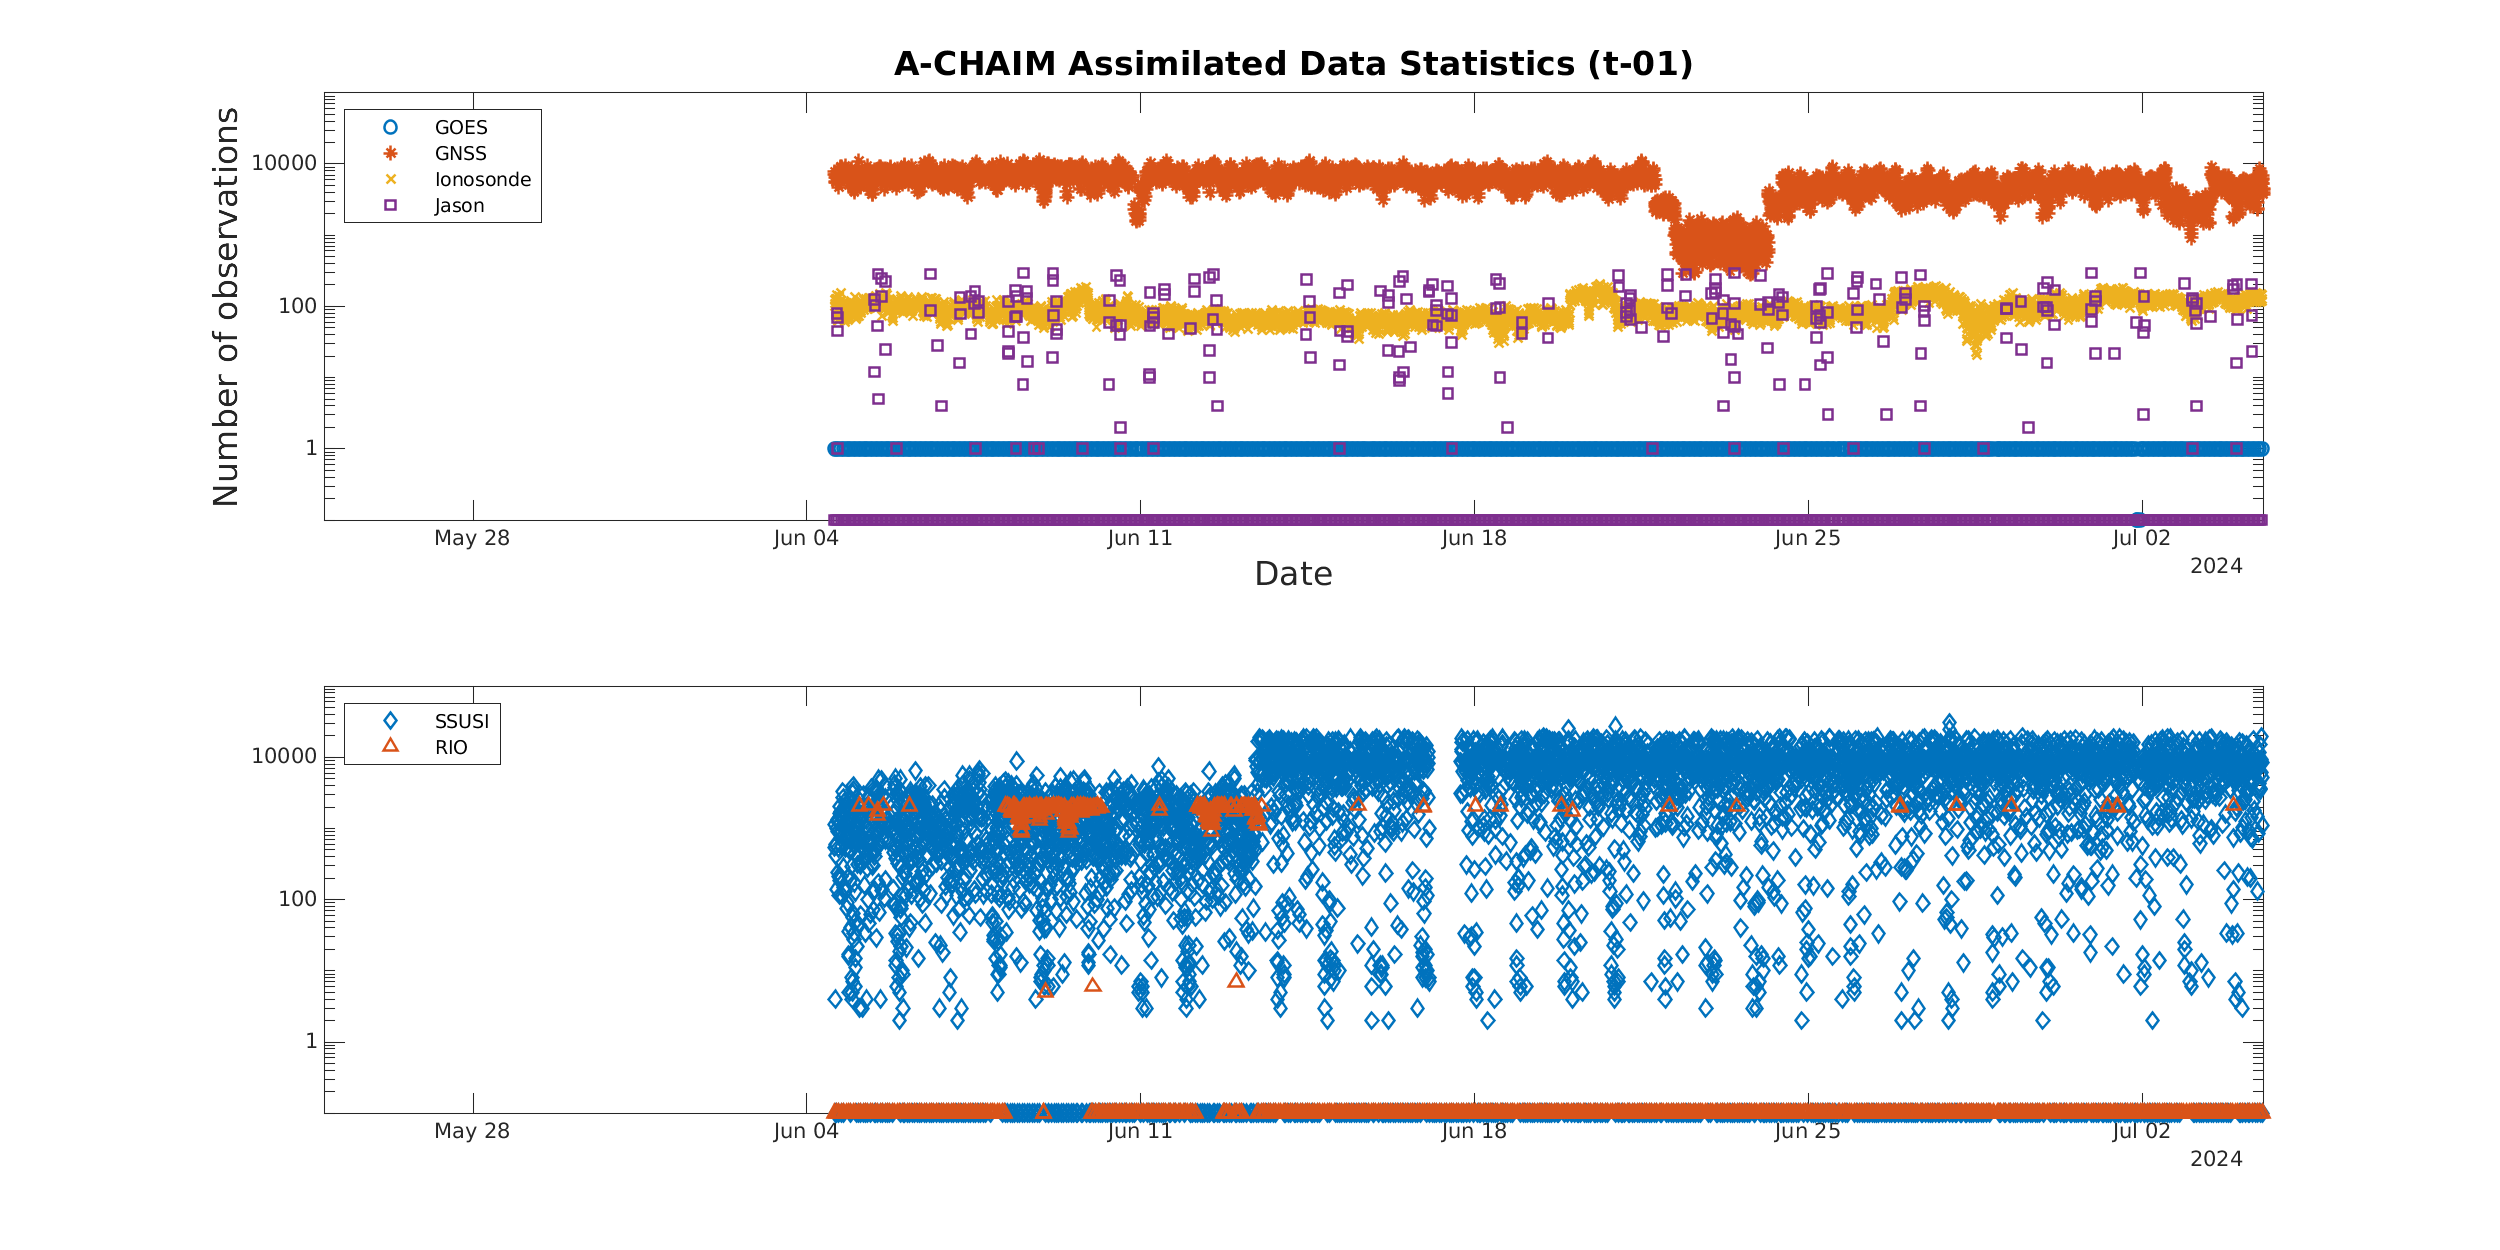 A-CHAIM Assimilated Data Statistics (t-01)
Number of observations
10000
100
1
GOES
GNSS
Ionosonde
Jason
May 28
Jun 04
Jun 11
Jun 18
Jun 25
Jul 02
2024
Date
10000
100
1
SSUSI
RIO
May 28
Jun 04
Jun 11
Jun 18
Jun 25
Jul 02
2024